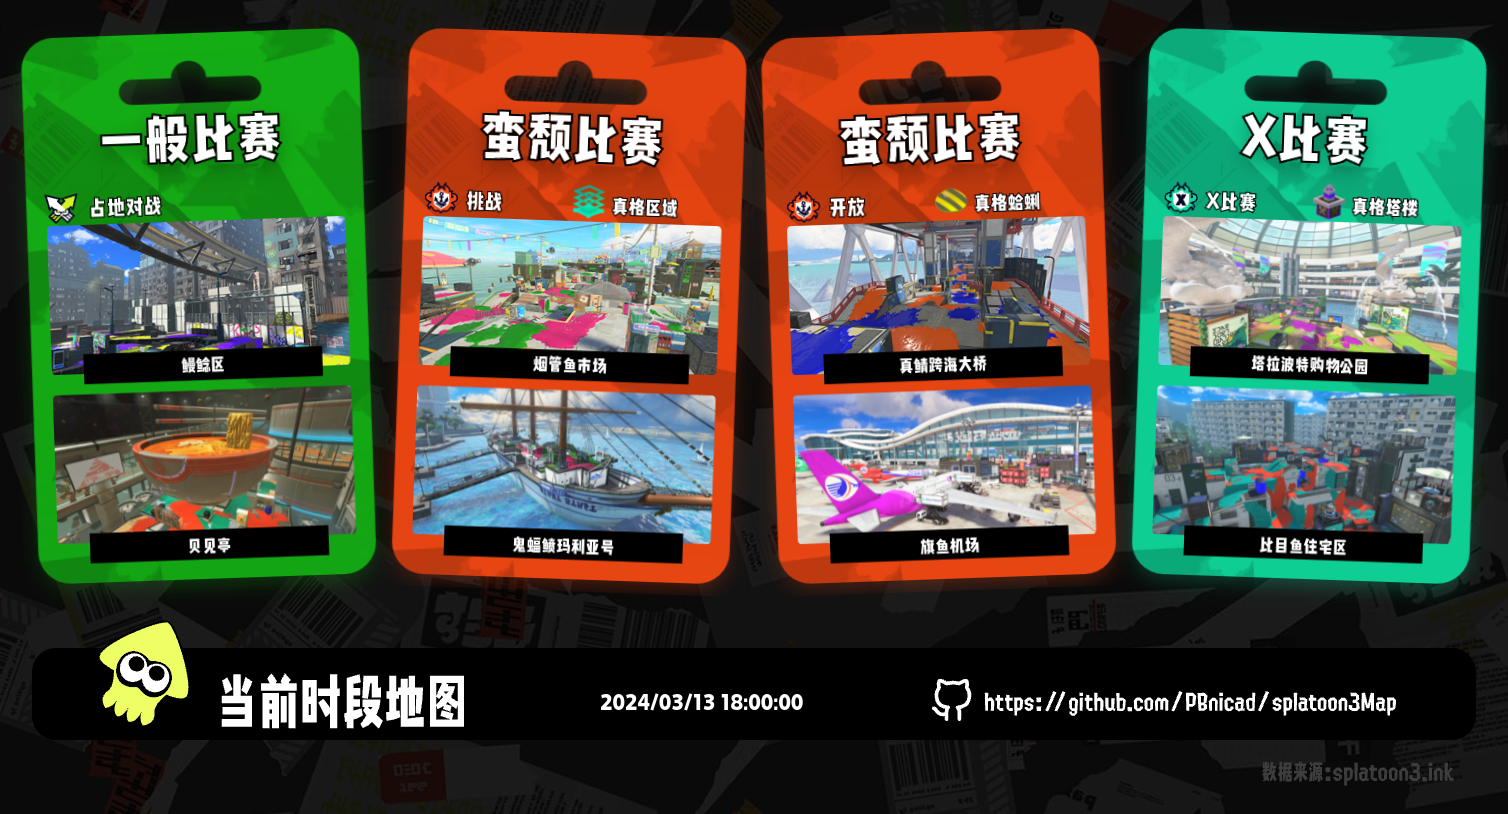 一般比赛
占地对战
鳗鲶区
贝见亭
蛮颓比赛
挑战
真格区域
烟管鱼市场
鬼蝠鲼玛利亚号
蛮颓比赛
开放
真格蛤蜊
真鲷跨海大桥
旗鱼机场
X比赛
X比赛
真格塔楼
塔拉波特购物公园
比目鱼住宅区
当前时段地图
2024/03/13 18:00:00
https://github.com/PBnicad/splatoon3Map
数据来源:splatoon3.ink